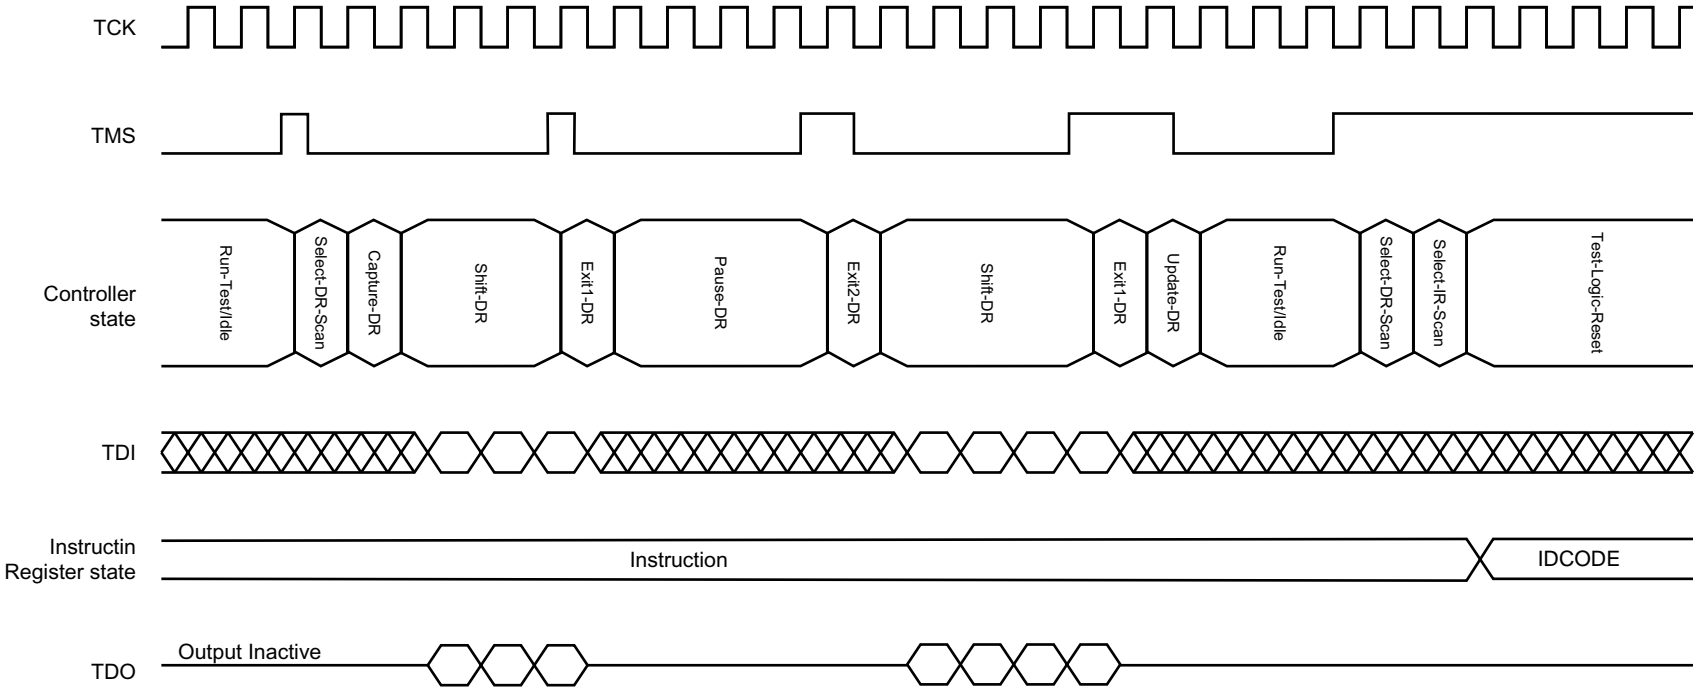 TCK
TMS
Controller
state
Run-Test/Idle
Select-DR-Scan
Capture-DR
Shift-DR
Exit1-DR
Pause-DR
Exit2-DR
Shift-DR
Exit1-DR
Update-DR
Run-Test/Idle
Select-DR-Scan
Select-IR-Scan
Test-Logic-Reset
TDI
Instructin
Register state
Instruction
IDCODE
TDO
Output Inactive